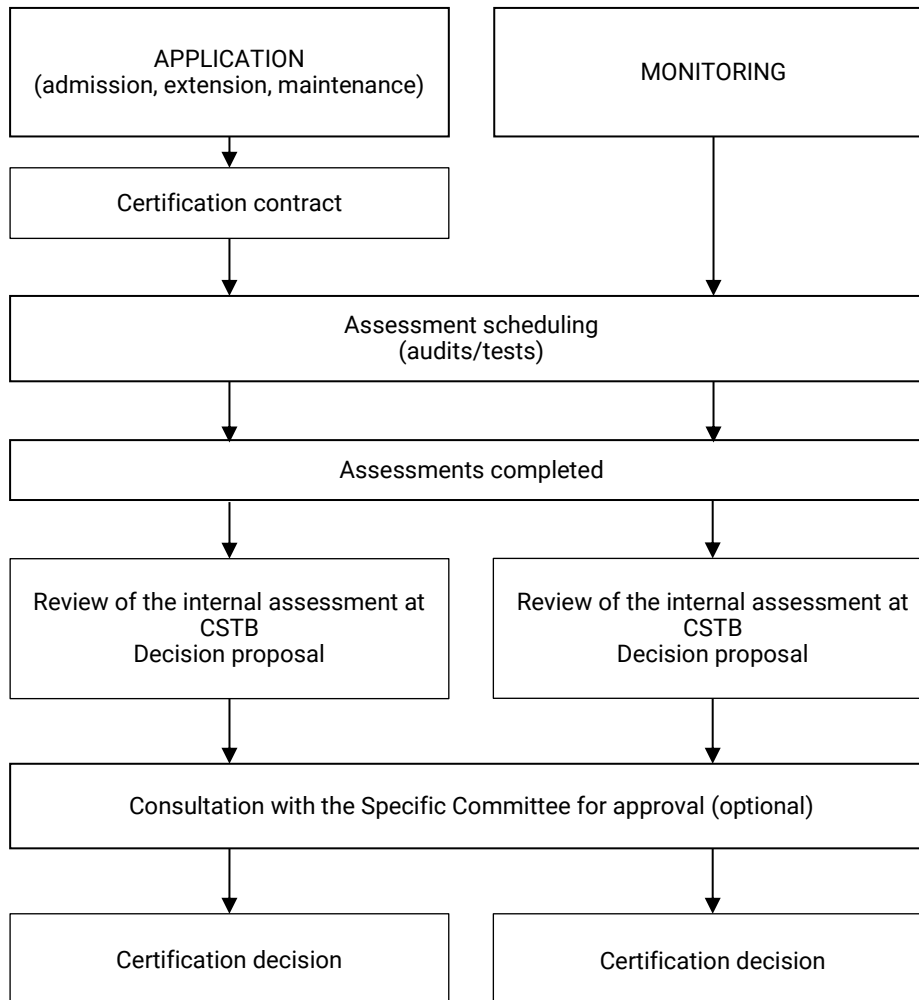 APPLICATION
(admission, extension, maintenance)
MONITORING
Certification contract
Assessment scheduling
(audits/tests)
Assessments completed
Review of the internal assessment at
CSTB
Decision proposal
Review of the internal assessment at
CSTB
Decision proposal
Consultation with the Specific Committee for approval (optional)
Certification decision
Certification decision